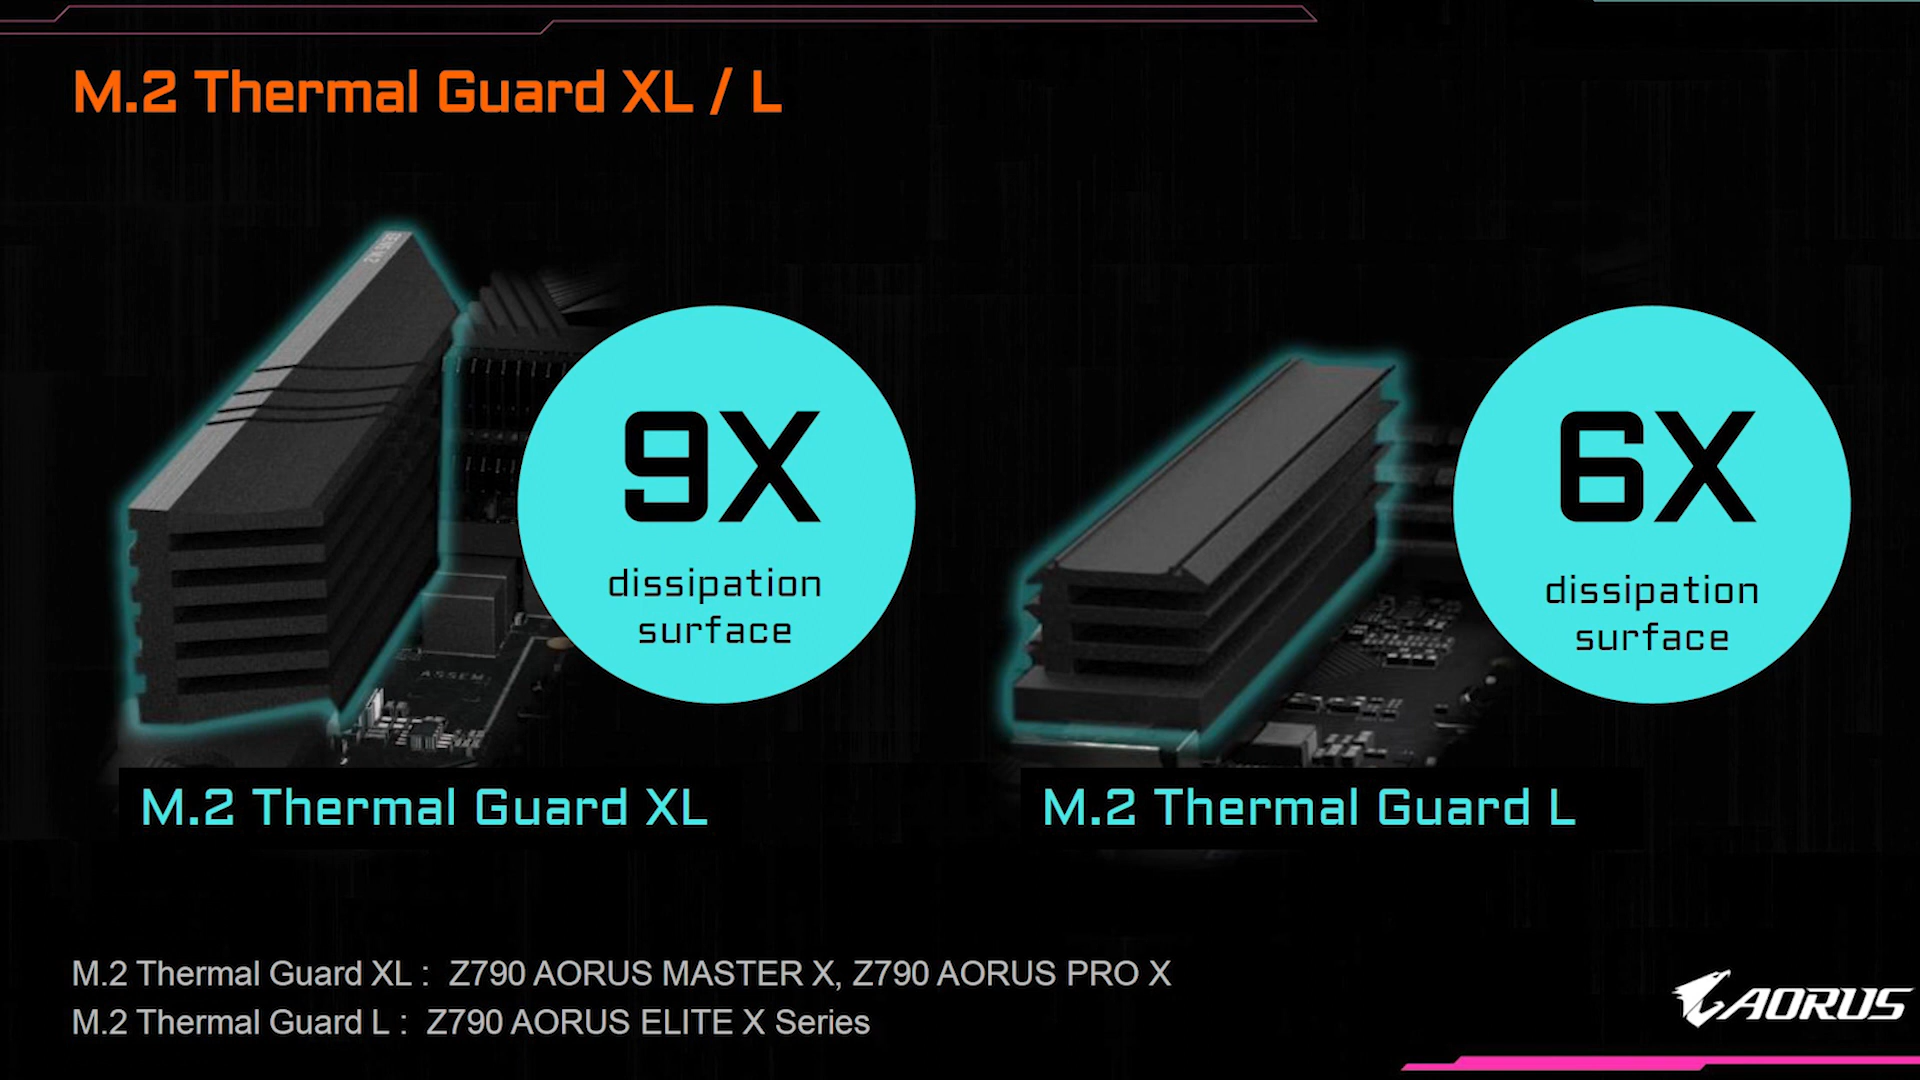 M.2 Thermal Guard XL / L
9X
dissipation
surface
6X
dissipation
surface
ASSEM
M.2 Thermal Guard XL
M.2 Thermal Guard L
M.2 Thermal Guard XL : Z790 AORUS MASTER X, Z790 AORUS PRO X
M.2 Thermal Guard L : Z790 AORUS ELITE X Series
AORUS